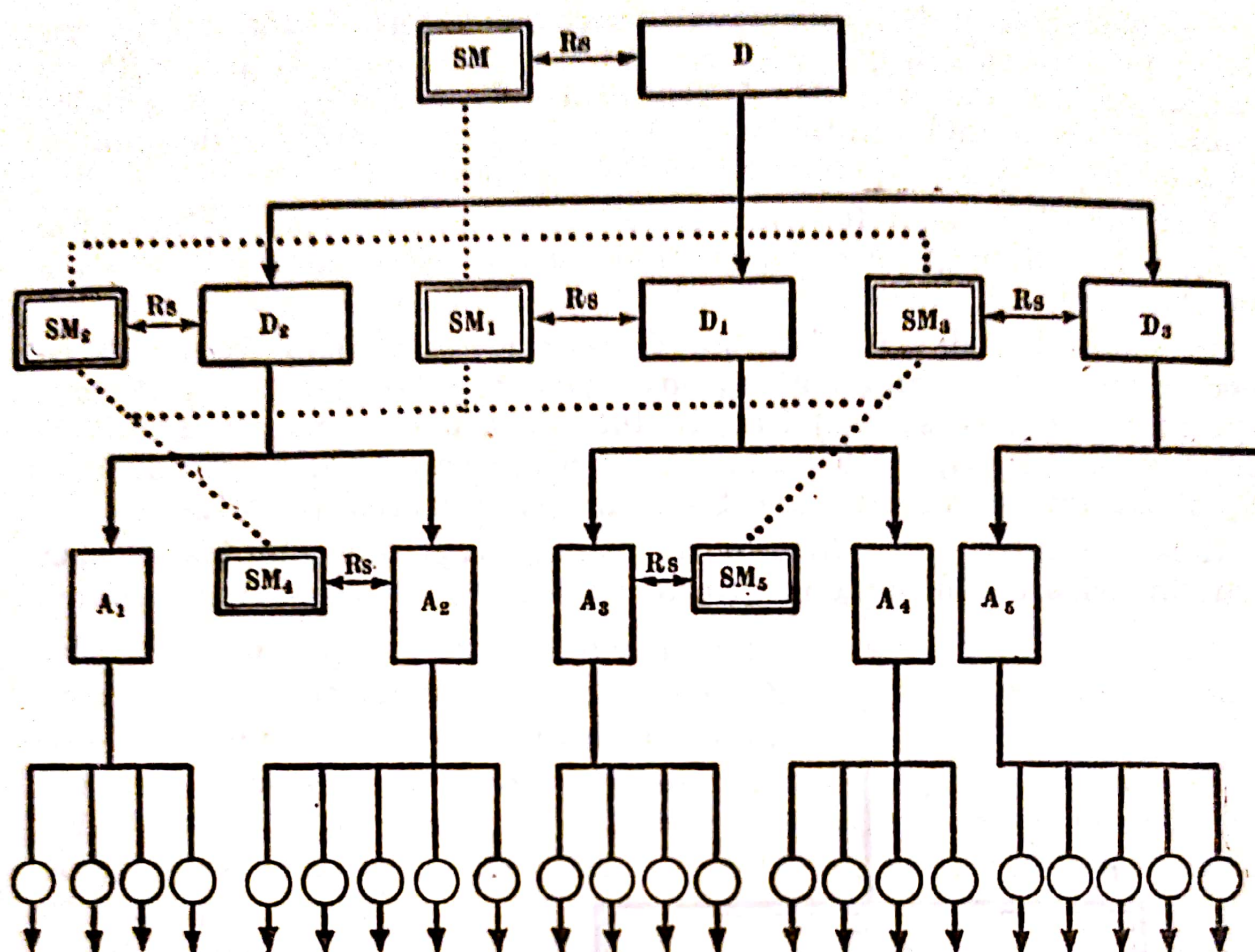 SM Rs D
SM₂ Rs D₂ SM₁ Rs D₁ SM₃ Rs D₃
A₁ SM₄ Rs A₂ A₃ Rs SM₅ A₄ A₅